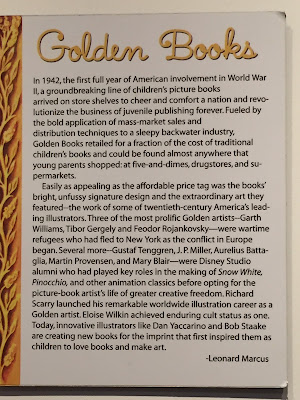 Golden Books
In 1942, the first full year of American involvement in World War
II, a groundbreaking line of children's picture books
arrived on store shelves to cheer and comfort a nation and revo-
lutionize the business of juvenile publishing forever. Fueled by
the bold application of mass-market sales and
distribution techniques to a sleepy backwater industry,
Golden Books retailed for a fraction of the cost of traditional
children's books and could be found almost anywhere that
young parents shopped: at five-and-dimes, drugstores, and su-
permarkets.
Easily as appealing as the affordable price tag was the books'
bright, unfussy signature design and the extraordinary art they
featured--the work of some of twentieth-century America's lead-
ing illustrators. Three of the most prolific Golden artists--Garth
Williams, Tibor Gergely and Feodor Rojankovsky—were wartime
refugees who had fled to New York as the conflict in Europe
began. Several more--Gustaf Tenggren, J. P. Miller, Aurelius Batta-
glia, Martin Provensen, and Mary Blair—were Disney Studio
alumni who had played key roles in the making of Snow White,
Pinocchio, and other animation classics before opting for the
picture-book artist's life of greater creative freedom. Richard
Scarry launched his remarkable worldwide illustration career as a
Golden artist. Eloise Wilkin achieved enduring cult status as one.
Today, innovative illustrators like Dan Yaccarino and Bob Staake
are creating new books for the imprint that first inspired them as
children to love books and make art.
-Leonard Marcus